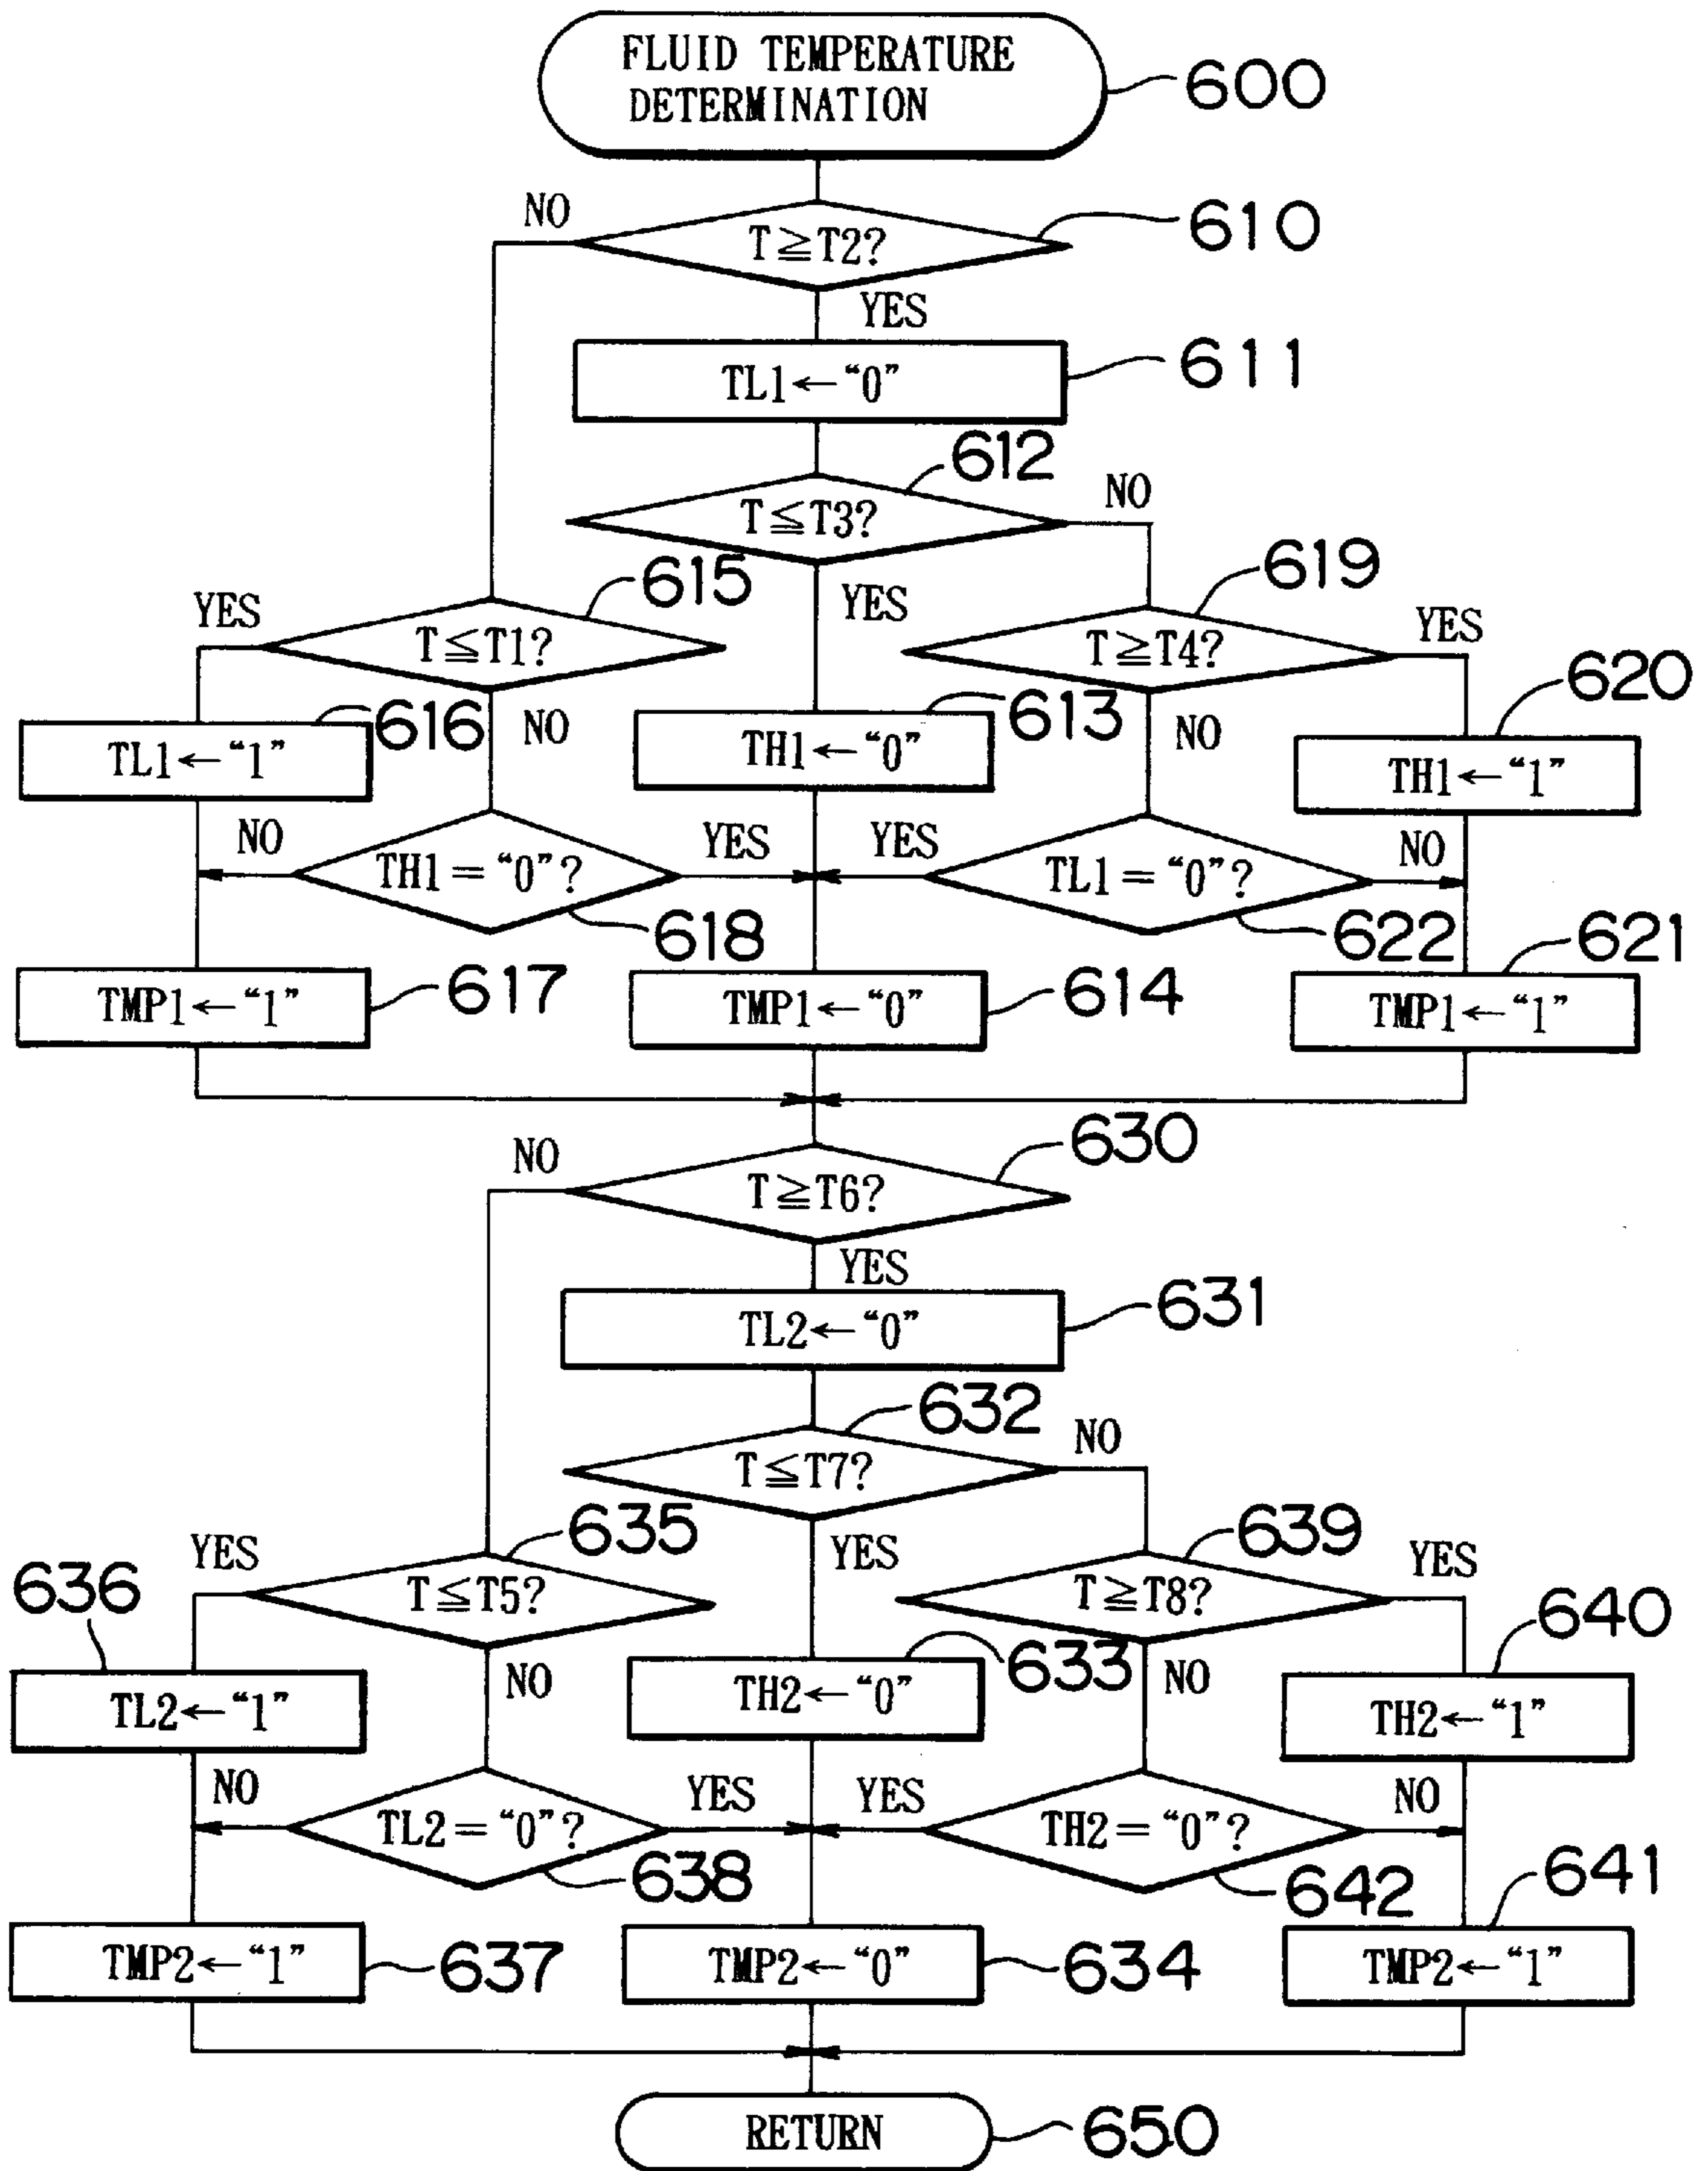 FLUID TEMPERATURE
DETERMINATION
600
NO
T≧T2?
610
YES
TL1←“0”
611
612
T≦T3?
NO
615
619
YES
T≦T1?
YES
T≧T4?
YES
616
NO
613
NO
620
TL1←“1”
TH1←“0”
TH1←“1”
NO
TH1=“0”?
YES
YES
TL1=“0”?
NO
618
622
621
TMP1←“1”
617
TMP1←“0”
614
TMP1←“1”
630
NO
T≧T6?
YES
TL2←“0”
631
632
T≦T7?
NO
635
639
YES
T≦T5?
YES
T≧T8?
YES
636
640
NO
633
NO
TL2←“1”
TH2←“0”
TH2←“1”
NO
TL2=“0”?
YES
YES
TH2=“0”?
NO
638
642
641
TMP2←“1”
637
TMP2←“0”
634
TMP2←“1”
RETURN
650